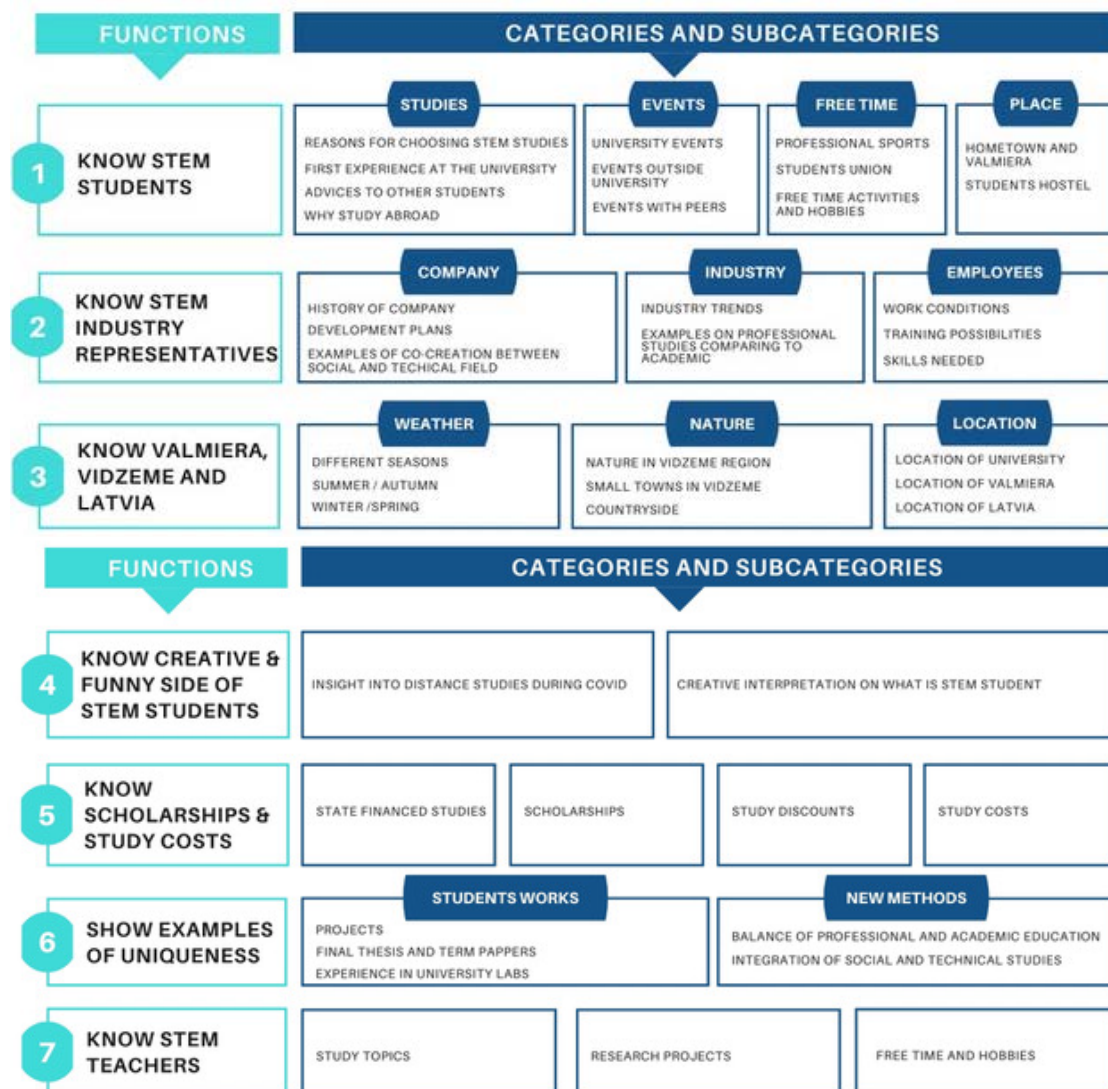 FUNCTIONS
CATEGORIES AND SUBCATEGORIES
1
KNOW STEM
STUDENTS
STUDIES
REASONS FOR CHOOSING STEM STUDIES
FIRST EXPERIENCE AT THE UNIVERSITY
ADVICES TO OTHER STUDENTS
WHY STUDY ABROAD
EVENTS
UNIVERSITY EVENTS
EVENTS OUTSIDE
UNIVERSITY
EVENTS WITH PEERS
FREE TIME
PROFESSIONAL SPORTS
STUDENTS UNION
FREE TIME ACTIVITIES
AND HOBBIES
PLACE
HOMETOWN AND
VALMIERA
STUDENTS HOSTEL
2
KNOW STEM
INDUSTRY
REPRESENTATIVES
COMPANY
HISTORY OF COMPANY
DEVELOPMENT PLANS
EXAMPLES OF CO-CREATION BETWEEN
SOCIAL AND TECHICAL FIELD
INDUSTRY
INDUSTRY TRENDS
EXAMPLES ON PROFESSIONAL
STUDIES COMPARING TO
ACADEMIC
EMPLOYEES
WORK CONDITIONS
TRAINING POSSIBILITIES
SKILLS NEEDED
3
KNOW VALMIERA,
VIDZEME AND
LATVIA
WEATHER
DIFFERENT SEASONS
SUMMER / AUTUMN
WINTER /SPRING
NATURE
NATURE IN VIDZEME REGION
SMALL TOWNS IN VIDZEME
COUNTRYSIDE
LOCATION
LOCATION OF UNIVERSITY
LOCATION OF VALMIERA
LOCATION OF LATVIA
FUNCTIONS
CATEGORIES AND SUBCATEGORIES
4
KNOW CREATIVE &
FUNNY SIDE OF
STEM STUDENTS
INSIGHT INTO DISTANCE STUDIES DURING COVID
CREATIVE INTERPRETATION ON WHAT IS STEM STUDENT
5
KNOW
SCHOLARSHIPS &
STUDY COSTS
STATE FINANCED STUDIES
SCHOLARSHIPS
STUDY DISCOUNTS
STUDY COSTS
6
SHOW EXAMPLES
OF UNIQUENESS
STUDENTS WORKS
PROJECTS
FINAL THESIS AND TERM PAPPERS
EXPERIENCE IN UNIVERSITY LABS
NEW METHODS
BALANCE OF PROFESSIONAL AND ACADEMIC EDUCATION
INTEGRATION OF SOCIAL AND TECHNICAL STUDIES
7
KNOW STEM
TEACHERS
STUDY TOPICS
RESEARCH PROJECTS
FREE TIME AND HOBBIES